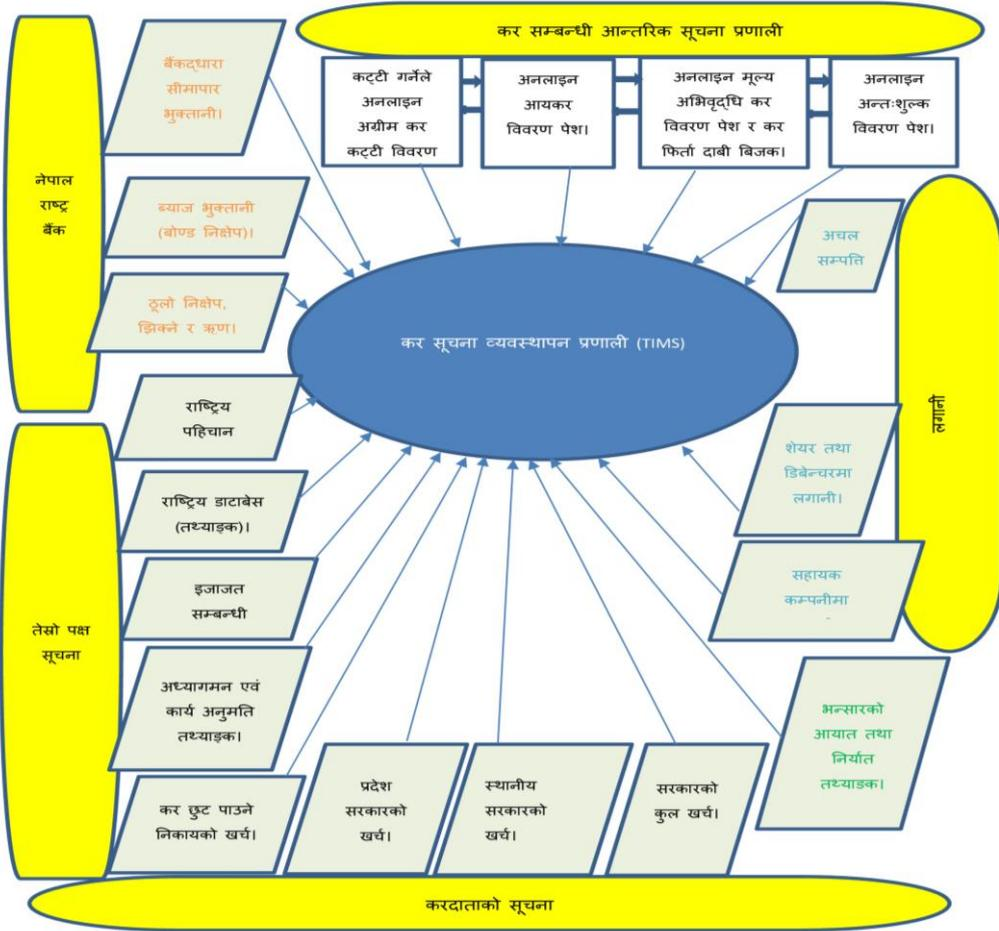 कर सम्बन्धी आन्तरिक सूचना प्रणाली
कट्टी गर्नेले
अनलाइन
अग्रीम कर
कट्टी विवरण
अनलाइन
आयकर
विवरण पेश।
अनलाइन मूल्य
अभिवृद्धि कर
विवरण पेश र कर
फिर्ता दाबी बिजक।
अनलाइन
अन्तःशुल्क
विवरण पेश।
नेपाल
राष्ट्र
बैंक
बैंकद्धारा
सीमापार
भुक्तानी।
ब्याज भुक्तानी
(बोण्ड निक्षेप)।
ठूलो निक्षेप,
झिक्ने र ऋण।
कर सूचना व्यवस्थापन प्रणाली (TIMS)
अचल
सम्पत्ति
लगानी
शेयर तथा
डिबेन्चरमा
लगानी।
सहायक
कम्पनीमा
तेस्रो पक्ष
सूचना
राष्ट्रिय
पहिचान
राष्ट्रिय डाटाबेस
(तथ्याङ्क)।
इजाजत
सम्बन्धी
अध्यागमन एवं
कार्य अनुमति
तथ्याङ्क।
कर छुट पाउने
निकायको खर्च।
प्रदेश
सरकारको
खर्च।
स्थानीय
सरकारको
खर्च।
सरकारको
कुल खर्च।
भन्सारको
आयात तथा
निर्यात
तथ्याङक।
करदाताको सूचना